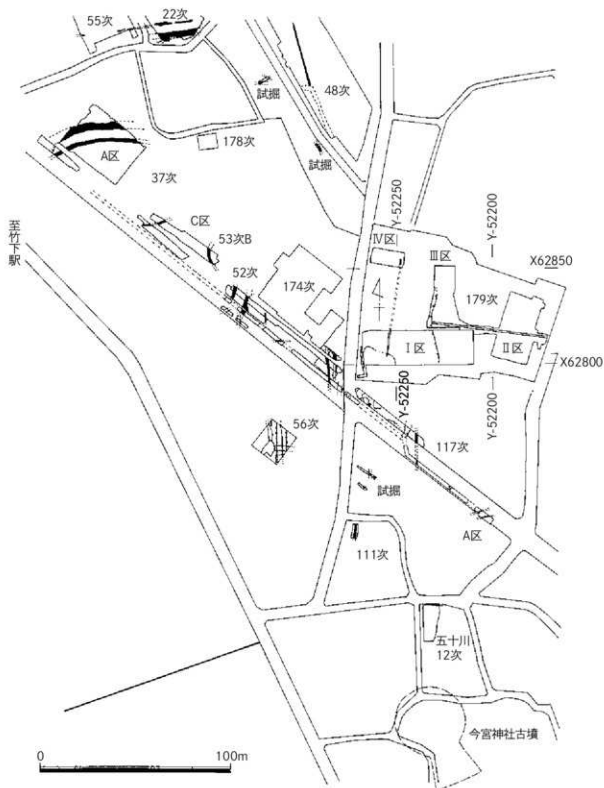 55次
22次
48次
試掘
A区
178次
試掘
37次
Y-52250
Y-52200
至竹下駅
C区
53次B
Ⅳ区
Ⅲ区
X62850
52次
174次
179次
Ⅰ区
Ⅱ区
X62800
Y-52250
Y-52200
56次
117次
試掘
A区
111次
五十川
12次
今宮神社古墳
0
100m